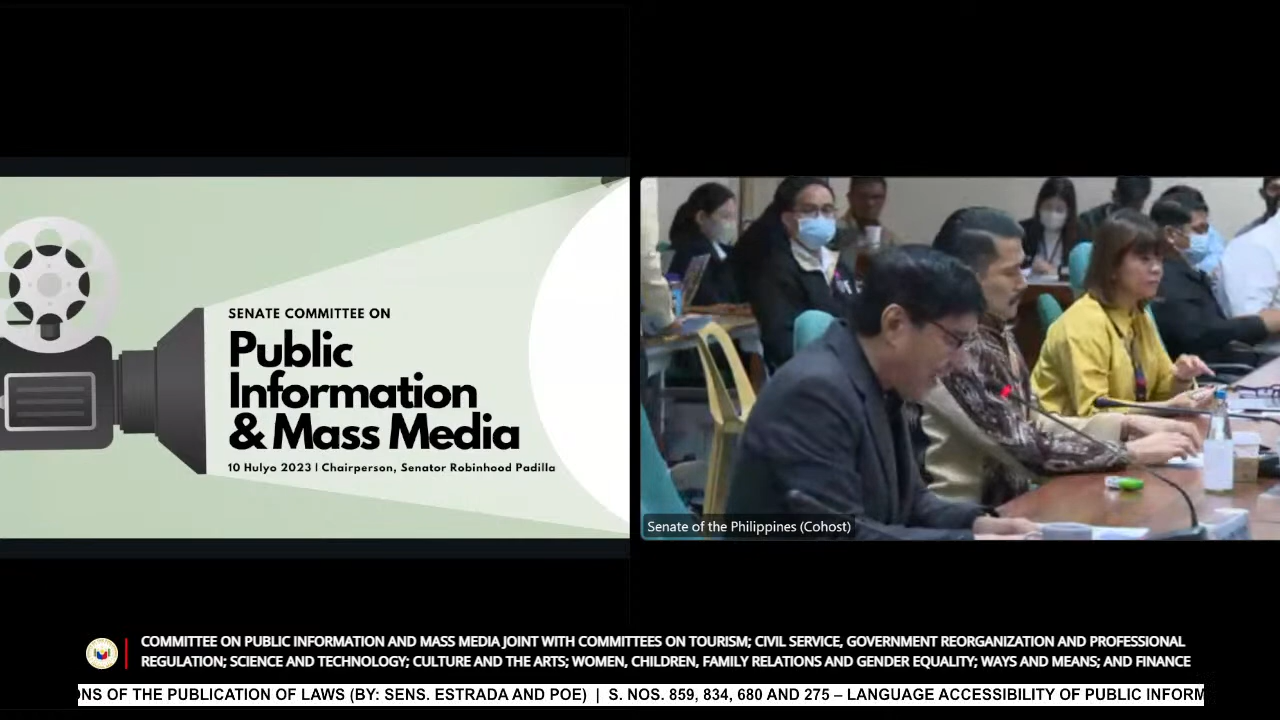 SENATE COMMITTEE ON
Public
Information
& Mass Media
10 Hulyo 2023 | Chairperson, Senator Robinhood Padilla
Senate of the Philippines (Cohost)
COMMITTEE ON PUBLIC INFORMATION AND MASS MEDIA JOINT WITH COMMITTEES ON TOURISM; CIVIL SERVICE, GOVERNMENT REORGANIZATION AND PROFESSIONAL
REGULATION; SCIENCE AND TECHNOLOGY; CULTURE AND THE ARTS; WOMEN, CHILDREN, FAMILY RELATIONS AND GENDER EQUALITY; WAYS AND MEANS; AND FINANCE
ONS OF THE PUBLICATION OF LAWS (BY: SENS. ESTRADA AND POE) | S. NOS. 859, 834, 680 AND 275 – LANGUAGE ACCESSIBILITY OF PUBLIC INFORM